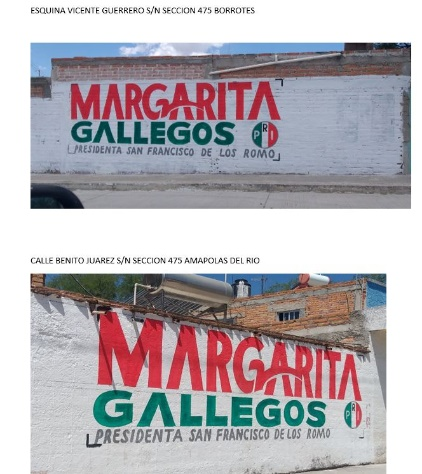 ESQUINA VICENTE GUERRERO S/N SECCION 475 BORROTES
MARGARITA
GALLEGOS PRI
PRESIDENTA SAN FRANCISCO DE LOS ROMO
CALLE BENITO JUAREZ S/N SECCION 475 AMAPOLAS DEL RIO
MARGARITA
GALLEGOS PRI
PRESIDENTA SAN FRANCISCO DE LOS ROMO